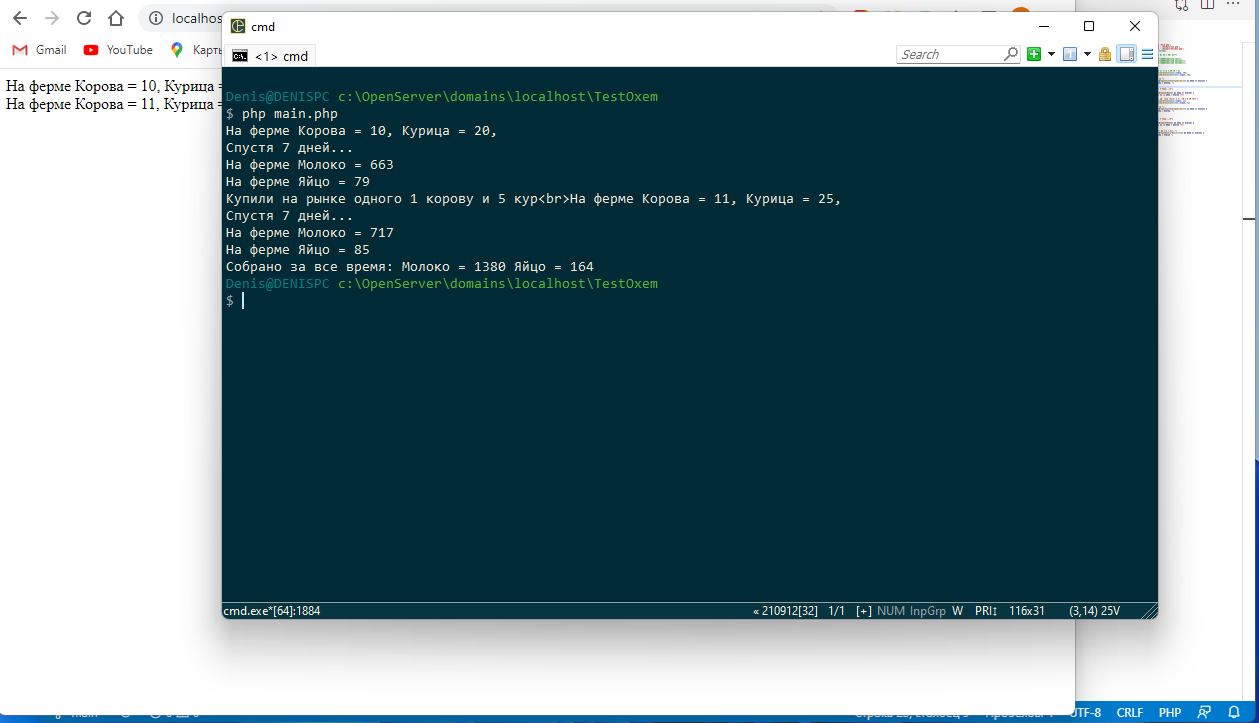 localhos
cmd
<1> cmd
Search
Gmail
YouTube
Карть
На ферме Корова = 10, Курица =
На ферме Корова = 11, Курица =
Denis@DENISPC c:\OpenServer\domains\localhost\TestOxem
$ php main.php
На ферме Корова = 10, Курица = 20,
Спустя 7 дней...
На ферме Молоко = 663
На ферме Яйцо = 79
Купили на рынке одного 1 корову и 5 кур<br>На ферме Корова = 11, Курица = 25,
Спустя 7 дней...
На ферме Молоко = 717
На ферме Яйцо = 85
Собрано за все время: Молоко = 1380 Яйцо = 164
Denis@DENISPC c:\OpenServer\domains\localhost\TestOxem
$
cmd.exe*[64]:1884
« 210912[32] 1/1 [+] NUM InpGrp W PRI↕ 116x31 (3,14) 25V
UTF-8 CRLF PHP